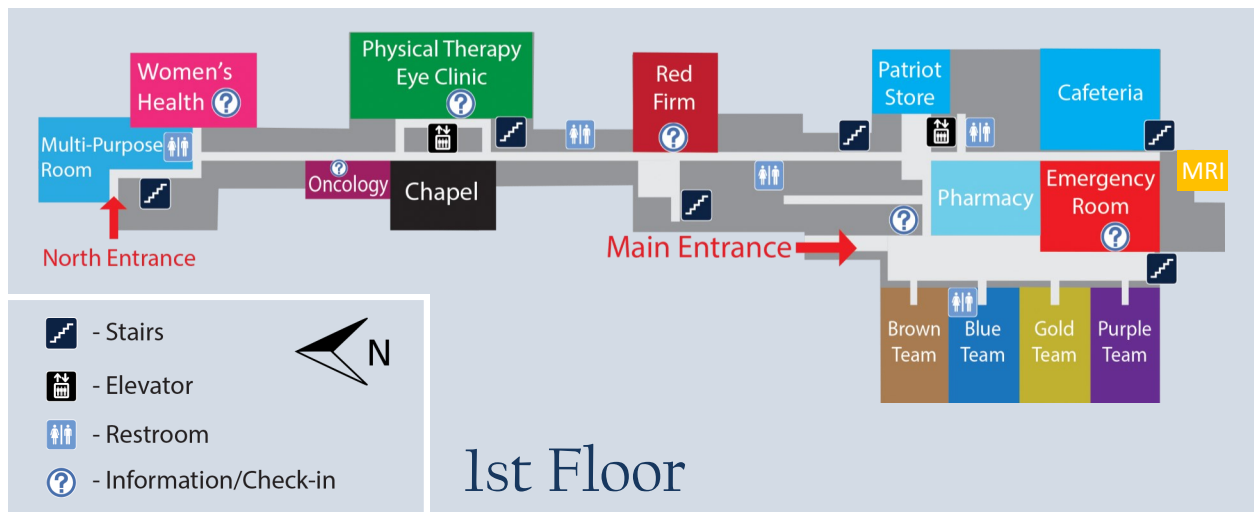 Women's
Health
Physical Therapy
Eye Clinic
Red
Firm
Patriot
Store
Cafeteria
Multi-Purpose
Room
Oncology
Chapel
Pharmacy
Emergency
Room
MRI
North Entrance
Main Entrance
Brown
Team
Blue
Team
Gold
Team
Purple
Team
- Stairs
- Elevator
- Restroom
- Information/Check-in
N
1st Floor